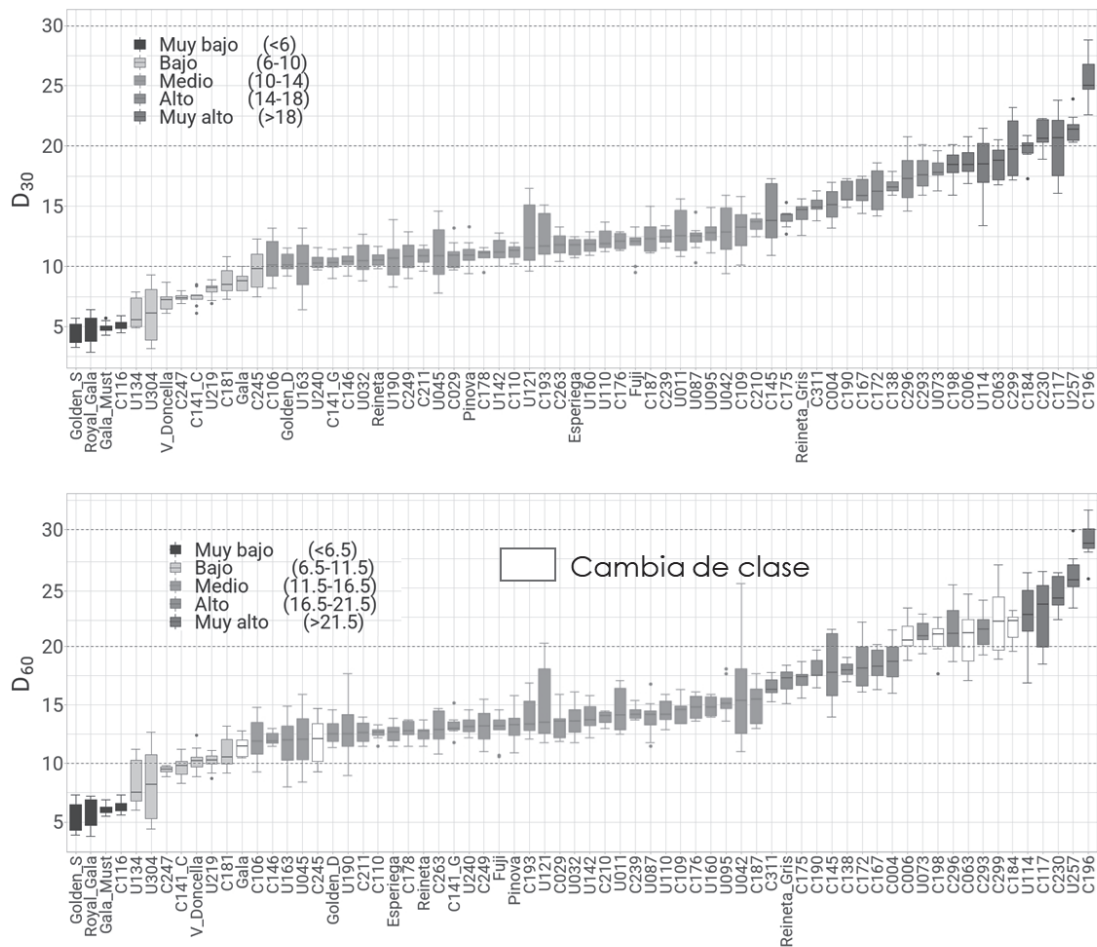 30
25
20
15
10
5
D30
Muy bajo (<6)
Bajo (6-10)
Medio (10-14)
Alto (14-18)
Muy alto (>18)
Golden_S
Royal_Gala
Gala_Must
C116
U134
U304
V_Doncella
C247
C141_C
U219
C181
Gala
C245
C106
Golden_D
U163
U240
C141_G
C146
U032
Reineta
U190
C249
C211
U045
C029
Pinova
C178
U142
C110
U121
C193
C263
Esperiega
U160
U110
C176
Fuji
C187
C239
U011
U087
U095
U042
C109
C210
C145
C175
Reineta_Gris
C311
C004
C190
C167
C172
C138
C296
C293
U073
C198
C006
U114
C063
C299
C184
C230
C117
U257
C196
30
25
20
15
10
5
D60
Muy bajo (<6.5)
Bajo (6.5-11.5)
Medio (11.5-16.5)
Alto (16.5-21.5)
Muy alto (>21.5)
Cambia de clase
Golden_S
Royal_Gala
Gala_Must
C116
U134
U304
C247
C141_C
V_Doncella
U219
C181
Gala
C106
C146
U163
U045
C245
Golden_D
U190
C211
C110
Esperiega
C178
Reineta
C263
C141_G
U240
C249
Fuji
Pinova
C193
U121
C029
U032
U142
C210
U011
C239
U087
U110
C109
C176
U160
U095
U042
C187
C311
Reineta_Gris
C175
C190
C145
C138
C172
C167
C004
C006
U073
C198
C296
C063
C293
C299
C184
U114
C117
C230
U257
C196